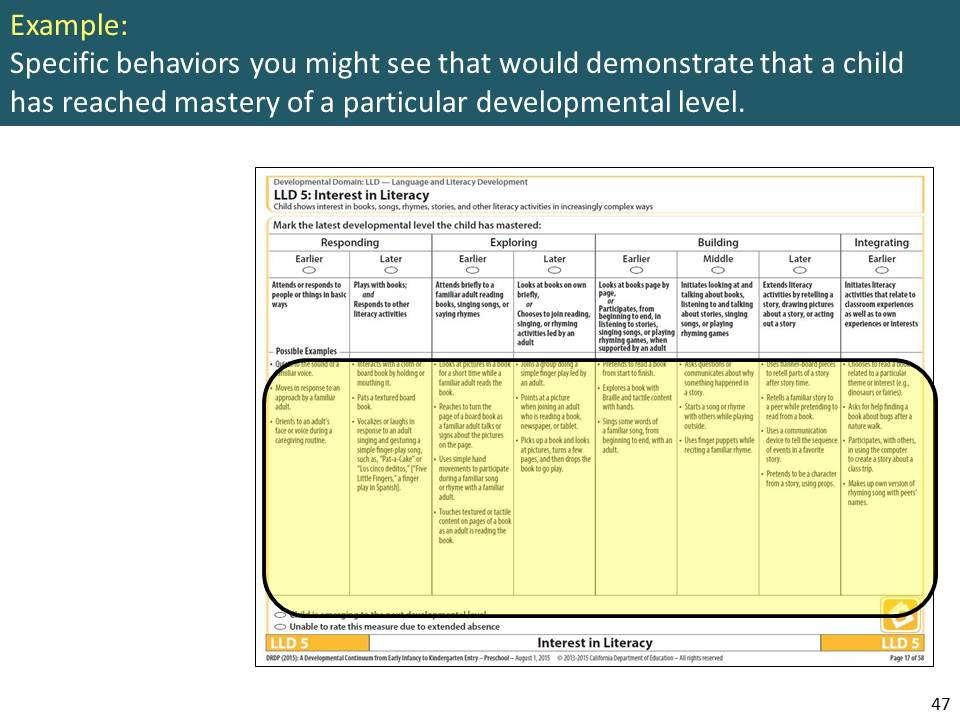 Example:
Specific behaviors you might see that would demonstrate that a child
has reached mastery of a particular developmental level.
Developmental Domain: LLD — Language and Literacy Development
LLD 5: Interest in Literacy
Child shows interest in books, songs, rhymes, stories, and other literacy activities in increasingly complex ways
Mark the latest developmental level the child has mastered:
Responding Exploring Building Integrating
Earlier Later Earlier Later Earlier Middle Later Earlier
Attends or responds to
people or things in basic
ways
Plays with books;
and
Responds to other
literacy activities
Attends briefly to a
familiar adult reading
books, singing songs, or
saying rhymes
Looks at books on own
briefly,
or
Chooses to join reading,
singing, or rhyming
activities led by an
adult
Looks at books page by
page,
or
Participates, from
beginning to end, in
listening to stories,
singing songs, or playing
rhyming games, when
supported by an adult
Initiates looking at and
talking about books,
listening to and talking
about stories, singing
songs, or playing
rhyming games
Extends literacy
activities by retelling a
story, drawing pictures
about a story, or acting
out a story
Initiates literacy
activities that relate to
classroom experiences
as well as to own
experiences or interests
Possible Examples
• Quiets to the sound of a
familiar voice.
• Moves in response to an
approach by a familiar
adult.
• Orients to an adult's
face or voice during a
caregiving routine.
• Interacts with a cloth or
board book by holding or
mouthing it.
• Pats a textured board
book.
• Vocalizes or laughs in
response to an adult
singing and gesturing a
simple finger-play song,
such as, "Pat-a-Cake" or
"Los cinco deditos," ["Five
Little Fingers," a finger
play in Spanish].
• Looks at pictures in a book
for a short time while a
familiar adult reads the
book.
• Reaches to turn the
page of a board book as
a familiar adult talks or
signs about the pictures
on the page.
• Uses simple hand
movements to participate
during a familiar song
or rhyme with a familiar
adult.
• Touches textured or tactile
content on pages of a book
as an adult is reading the
book.
• Joins a group doing a
simple finger play led by
an adult.
• Points at a picture
when joining an adult
who is reading a book,
newspaper, or tablet.
• Picks up a book and looks
at pictures, turns a few
pages, and then drops the
book to go play.
• Pretends to read a book
from start to finish.
• Explores a book with
Braille and tactile content
with hands.
• Sings some words of
a familiar song, from
beginning to end, with an
adult.
• Asks questions or
communicates about why
something happened in
a story.
• Starts a song or rhyme
with others while playing
outside.
• Uses finger puppets while
reciting a familiar rhyme.
• Uses flannel-board pieces
to retell parts of a story
after story time.
• Retells a familiar story to
a peer while pretending to
read from a book.
• Uses a communication
device to tell the sequence
of events in a favorite
story.
• Pretends to be a character
from a story, using props.
• Chooses to read a book
related to a particular
theme or interest (e.g.,
dinosaurs or fairies).
• Asks for help finding a
book about bugs after a
nature walk.
• Participates, with others,
in using the computer
to create a story about a
class trip.
• Makes up own version of
rhyming song with peers'
names.
Child is emerging to the next developmental level
Unable to rate this measure due to extended absence
LLD 5 Interest in Literacy LLD 5
DRDP (2015): A Developmental Continuum from Early Infancy to Kindergarten Entry – Preschool – August 1, 2015 © 2013-2015 California Department of Education – All rights reserved Page 17 of 58
47